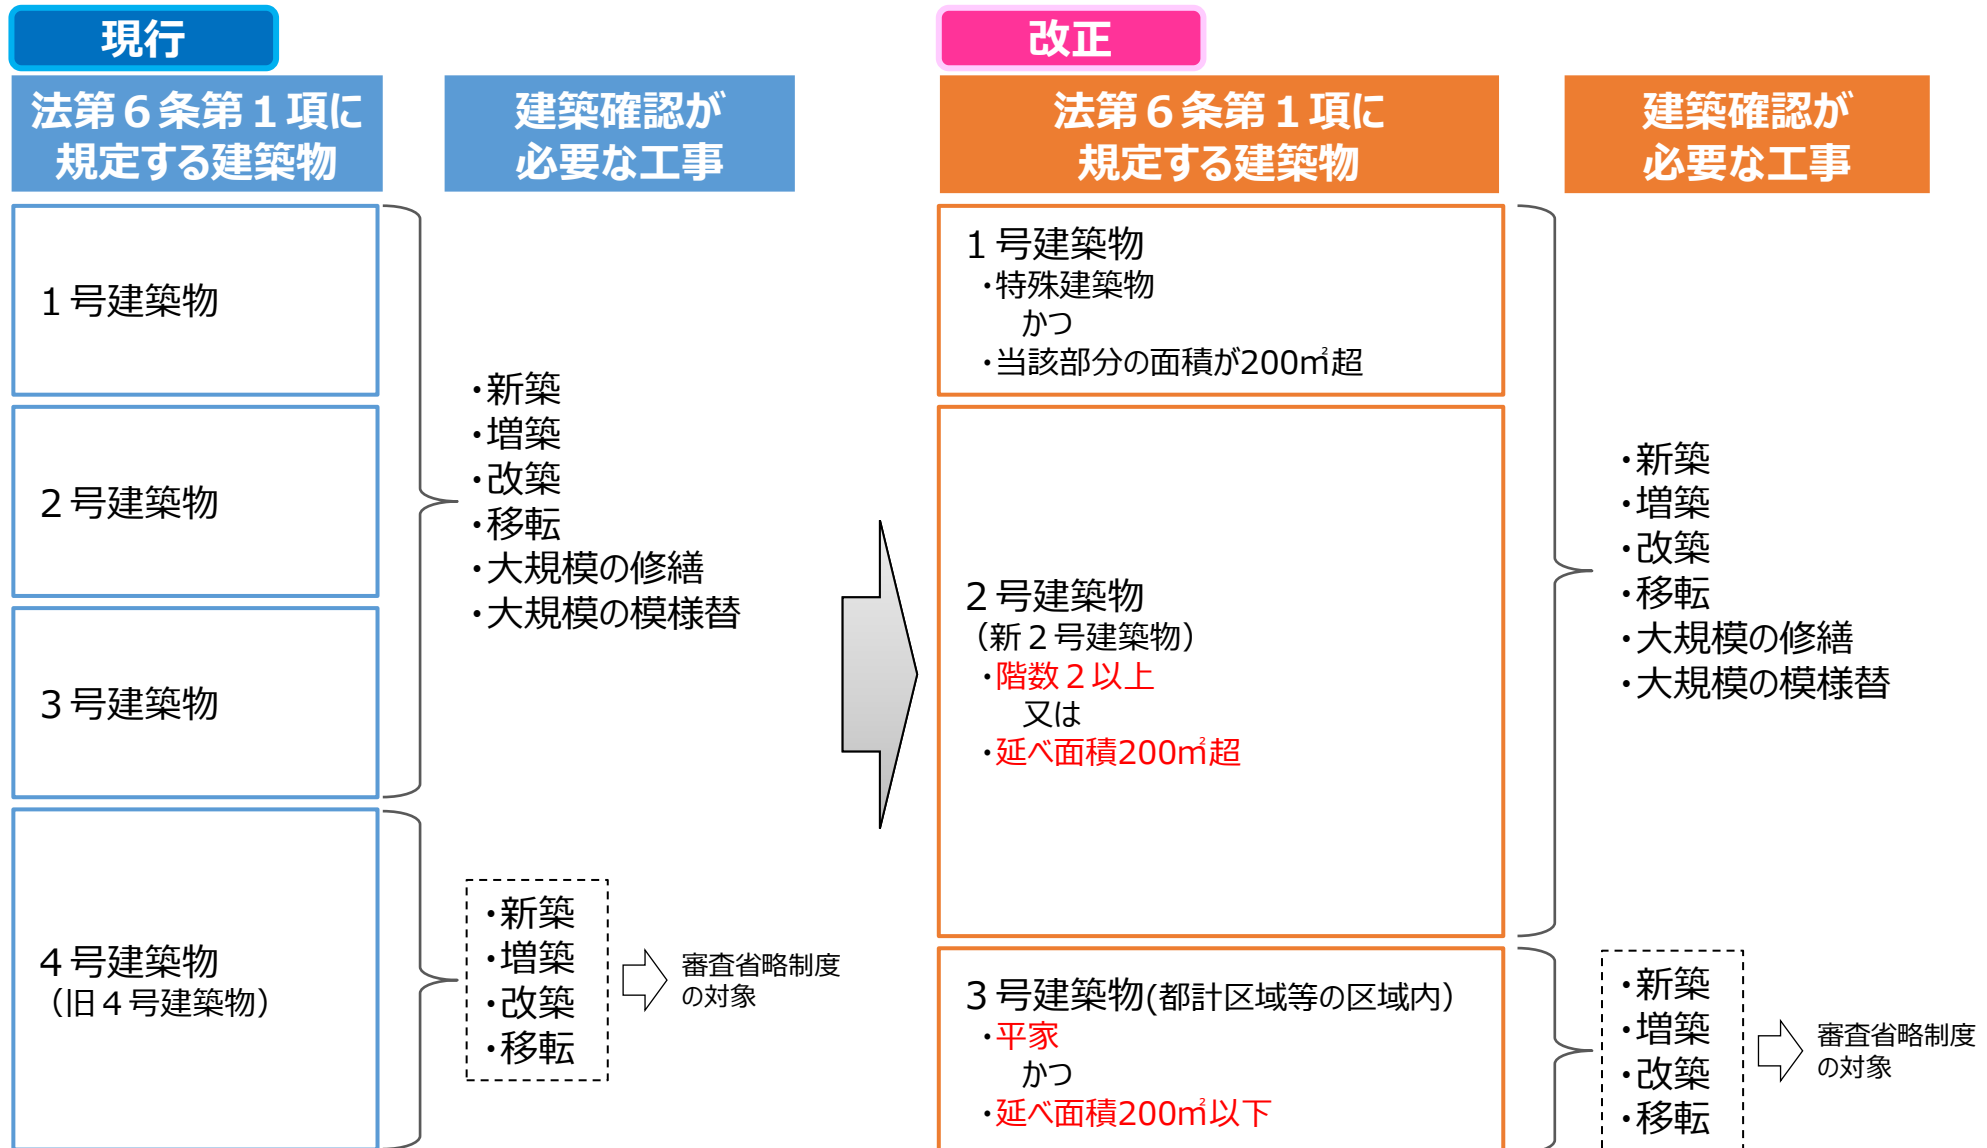 現行
法第６条第１項に
規定する建築物
建築確認が
必要な工事
１号建築物
２号建築物
３号建築物
・新築
・増築
・改築
・移転
・大規模の修繕
・大規模の模様替
４号建築物
（旧４号建築物）
・新築
・増築
・改築
・移転
審査省略制度
の対象
改正
法第６条第１項に
規定する建築物
建築確認が
必要な工事
１号建築物
・特殊建築物
かつ
・当該部分の面積が200㎡超
２号建築物
（新２号建築物）
・階数２以上
又は
・延べ面積200㎡超
・新築
・増築
・改築
・移転
・大規模の修繕
・大規模の模様替
３号建築物(都計区域等の区域内）
・平家
かつ
・延べ面積200㎡以下
・新築
・増築
・改築
・移転
審査省略制度
の対象